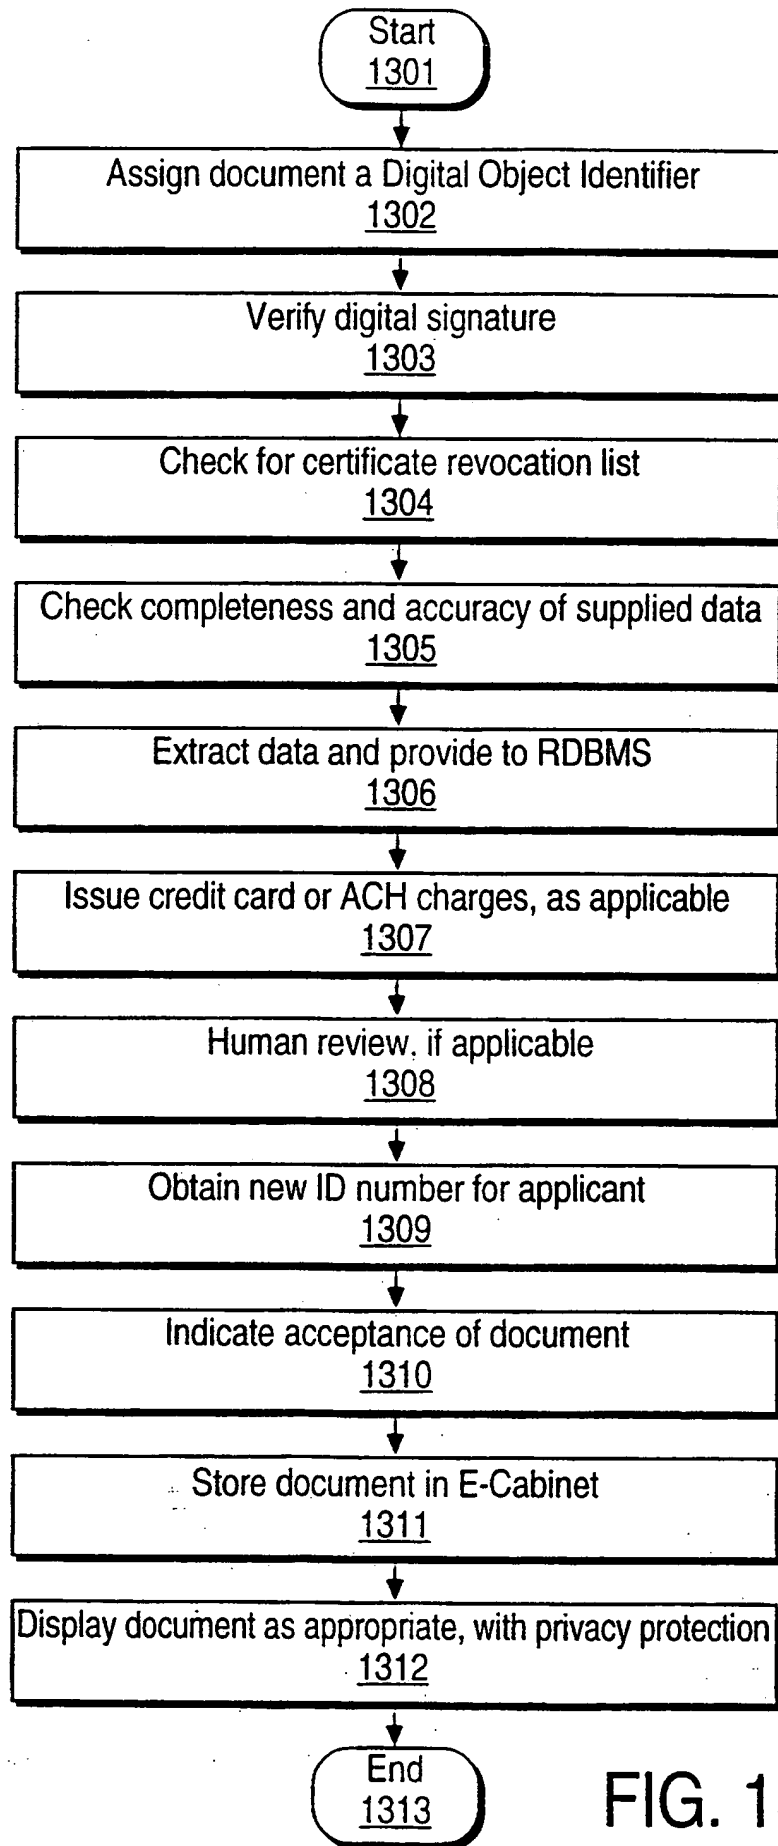 Start
1301
Assign document a Digital Object Identifier
1302
Verify digital signature
1303
Check for certificate revocation list
1304
Check completeness and accuracy of supplied data
1305
Extract data and provide to RDBMS
1306
Issue credit card or ACH charges, as applicable
1307
Human review, if applicable
1308
Obtain new ID number for applicant
1309
Indicate acceptance of document
1310
Store document in E-Cabinet
1311
Display document as appropriate, with privacy protection
1312
End
1313
FIG. 1